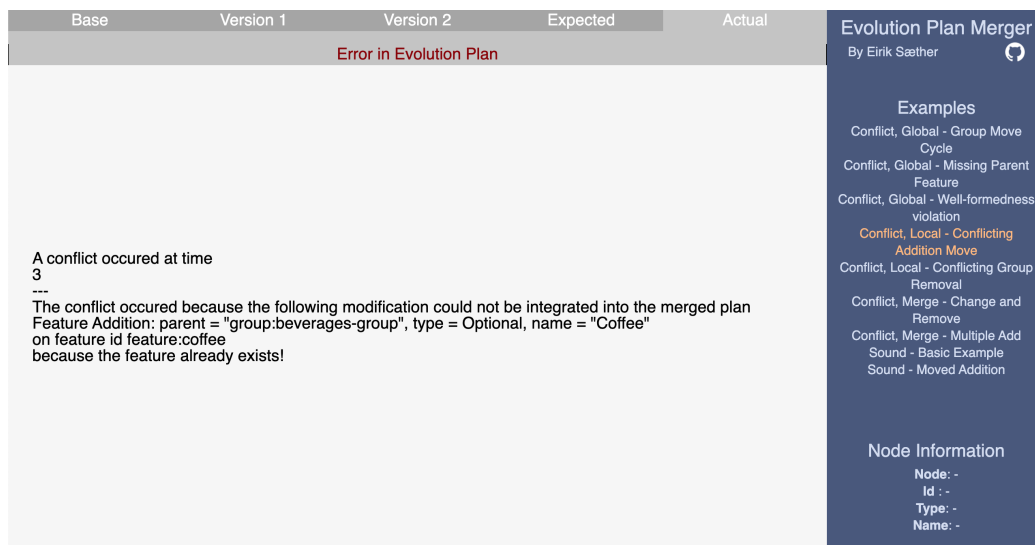 Base Version 1 Version 2 Expected Actual
Error in Evolution Plan
A conflict occured at time
3
---
The conflict occured because the following modification could not be integrated into the merged plan
Feature Addition: parent = "group:beverages-group", type = Optional, name = "Coffee"
on feature id feature:coffee
because the feature already exists!
Evolution Plan Merger
By Eirik Sæther
Examples
Conflict, Global - Group Move
Cycle
Conflict, Global - Missing Parent
Feature
Conflict, Global - Well-formedness
violation
Conflict, Local - Conflicting
Addition Move
Conflict, Local - Conflicting Group
Removal
Conflict, Merge - Change and
Remove
Conflict, Merge - Multiple Add
Sound - Basic Example
Sound - Moved Addition
Node Information
Node: -
Id : -
Type: -
Name: -